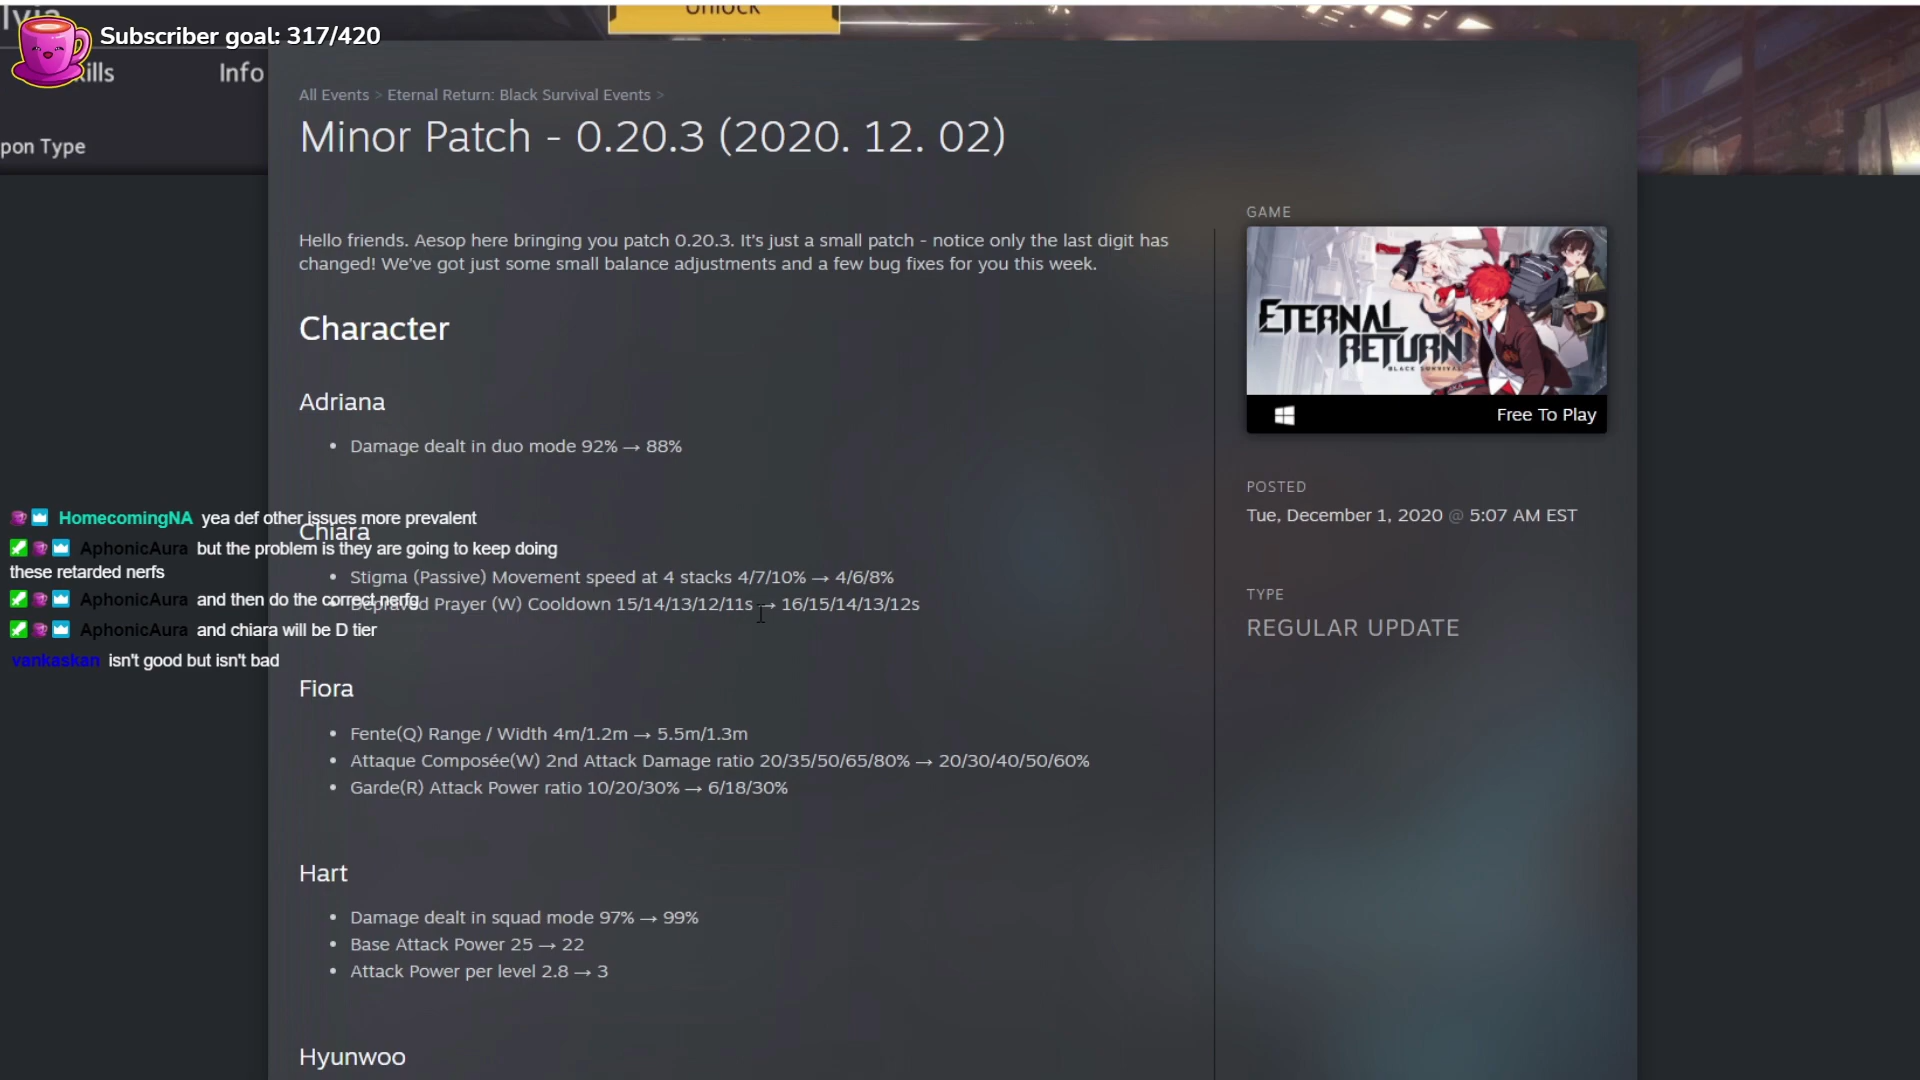 Unlock
Subscriber goal: 317/420
ills
Info
pon Type
All Events > Eternal Return: Black Survival Events >
Minor Patch - 0.20.3 (2020. 12. 02)
Hello friends. Aesop here bringing you patch 0.20.3. It's just a small patch - notice only the last digit has
changed! We've got just some small balance adjustments and a few bug fixes for you this week.
Character
Adriana
• Damage dealt in duo mode 92% → 88%
HomecomingNA yea def other issues more prevalent
Chiara
AphonicAura but the problem is they are going to keep doing
these retarded nerfs
• Stigma (Passive) Movement speed at 4 stacks 4/7/10% → 4/6/8%
AphonicAura and then do the correct nerfg
• Depraved Prayer (W) Cooldown 15/14/13/12/11s → 16/15/14/13/12s
AphonicAura and chiara will be D tier
vankaskan isn't good but isn't bad
Fiora
• Fente(Q) Range / Width 4m/1.2m → 5.5m/1.3m
• Attaque Composée(W) 2nd Attack Damage ratio 20/35/50/65/80% → 20/30/40/50/60%
• Garde(R) Attack Power ratio 10/20/30% → 6/18/30%
Hart
• Damage dealt in squad mode 97% → 99%
• Base Attack Power 25 → 22
• Attack Power per level 2.8 → 3
Hyunwoo
GAME
ETERNAL
RETURN
BLACK SURVIVAL
Free To Play
POSTED
Tue, December 1, 2020 @ 5:07 AM EST
TYPE
REGULAR UPDATE